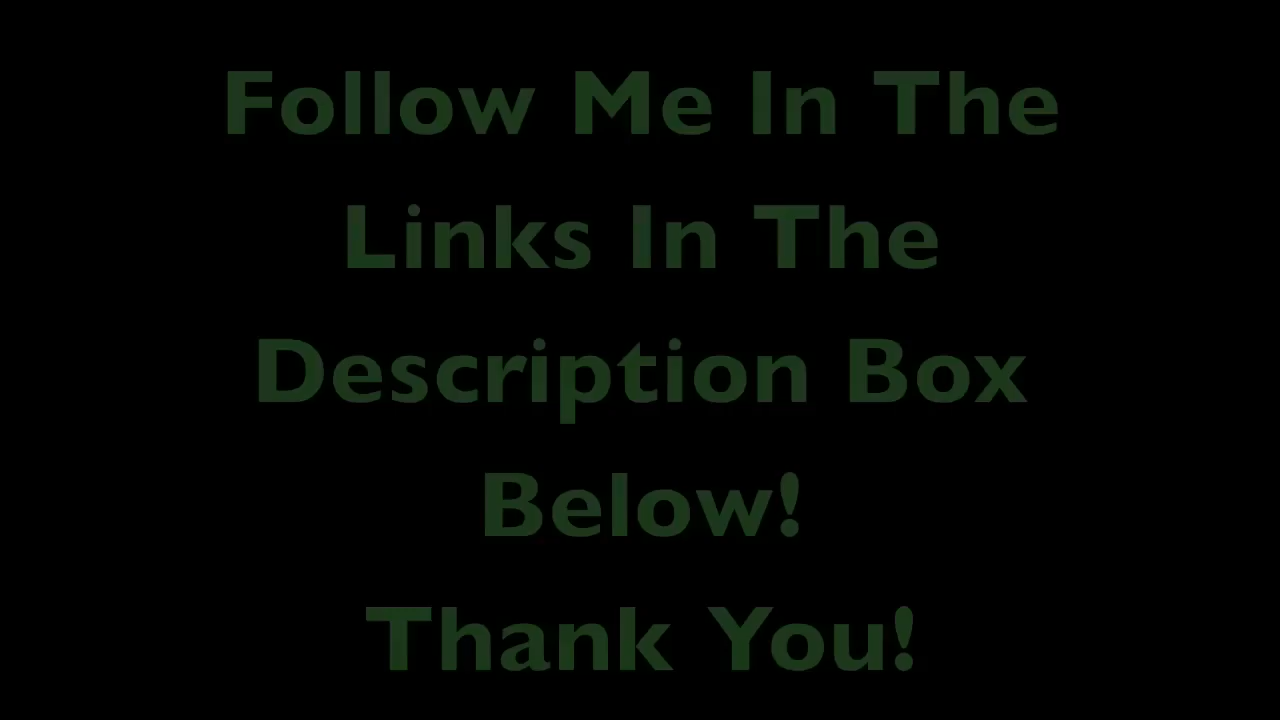 Follow Me In The
Links In The
Description Box
Below!
Thank You!